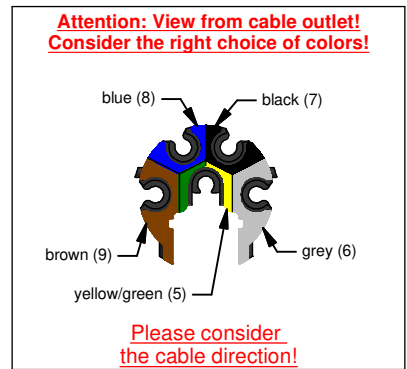 Attention: View from cable outlet!
Consider the right choice of colors!
blue (8)
black (7)
brown (9)
grey (6)
yellow/green (5)
Please consider
the cable direction!